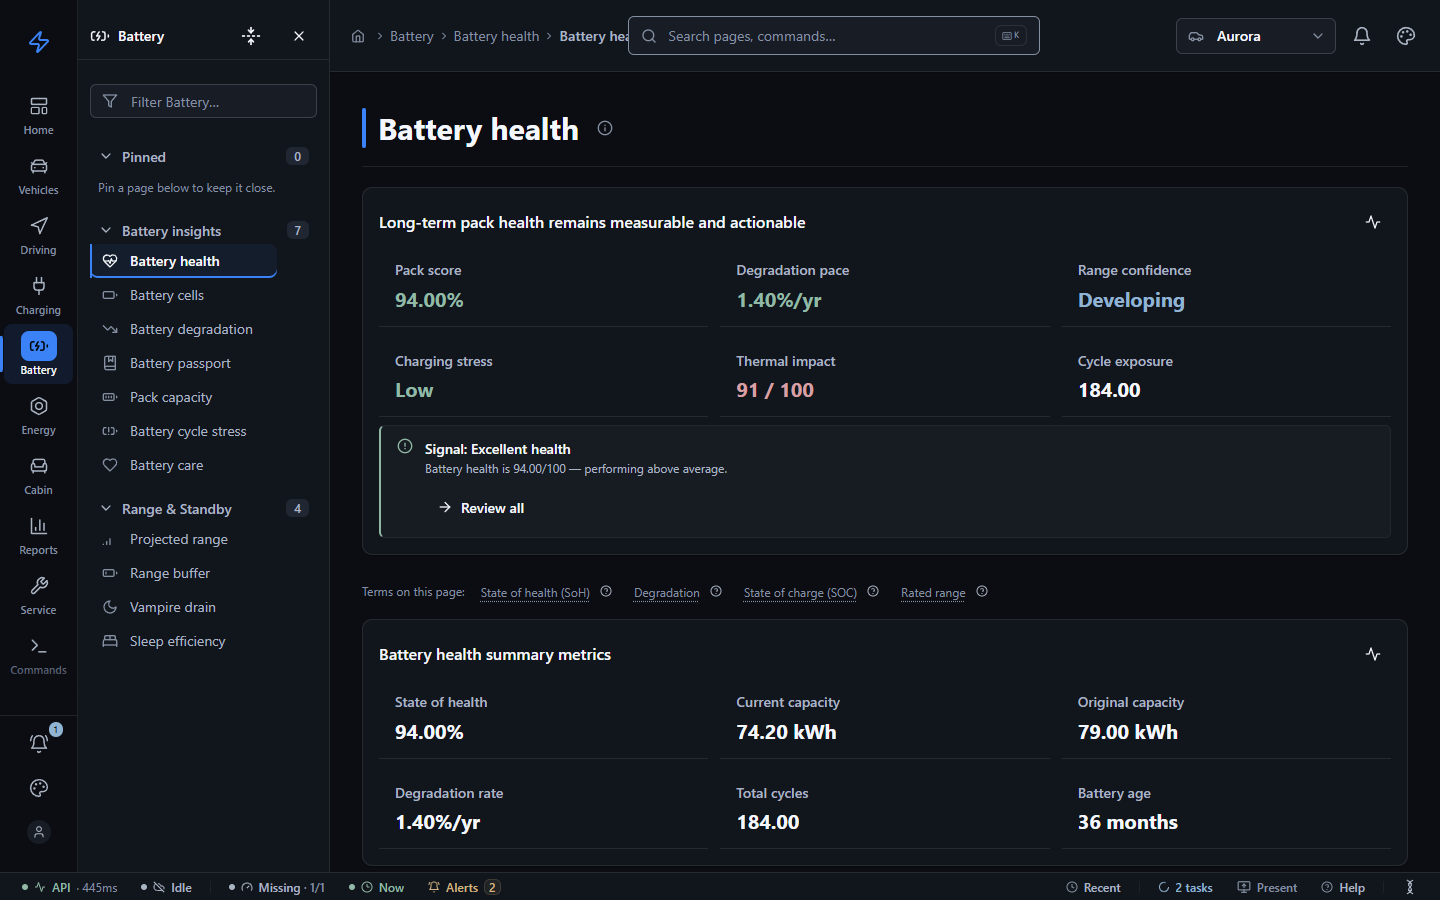 Battery
Battery
Battery health
Battery hea
Search pages, commands...
K
Aurora
Home
Vehicles
Driving
Charging
Battery
Energy
Cabin
Reports
Service
Commands
1
Filter Battery...
Pinned
0
Pin a page below to keep it close.
Battery insights
7
Battery health
Battery cells
Battery degradation
Battery passport
Pack capacity
Battery cycle stress
Battery care
Range & Standby
4
Projected range
Range buffer
Vampire drain
Sleep efficiency
Battery health
Long-term pack health remains measurable and actionable
Pack score
94.00%
Degradation pace
1.40%/yr
Range confidence
Developing
Charging stress
Low
Thermal impact
91 / 100
Cycle exposure
184.00
Signal: Excellent health
Battery health is 94.00/100 — performing above average.
Review all
Terms on this page:
State of health (SoH)
Degradation
State of charge (SOC)
Rated range
Battery health summary metrics
State of health
94.00%
Current capacity
74.20 kWh
Original capacity
79.00 kWh
Degradation rate
1.40%/yr
Total cycles
184.00
Battery age
36 months
API · 445ms
Idle
Missing · 1/1
Now
Alerts 2
Recent
2 tasks
Present
Help